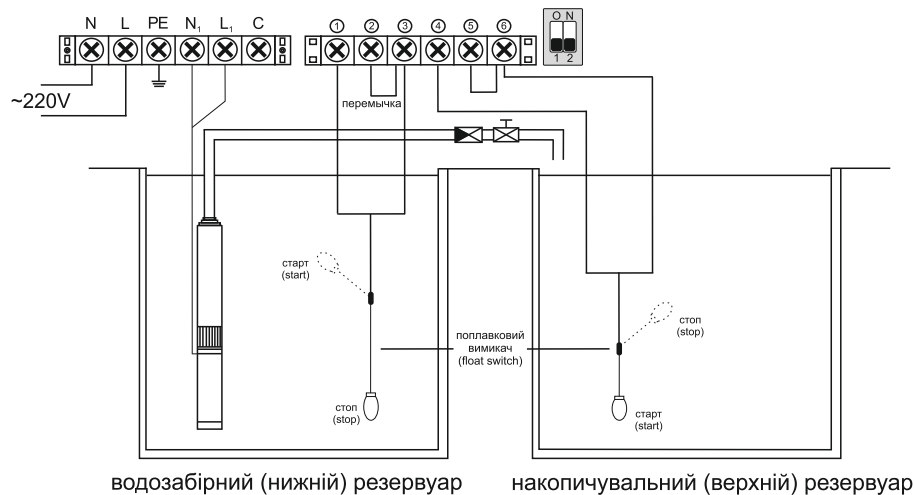 N L PE N₁ L₁ C
① ② ③ ④ ⑤ ⑥
O N
1 2
~220V
перемычка
старт
(start)
стоп
(stop)
поплавковий
вимикач
(float switch)
стоп
(stop)
старт
(start)
водозабірний (нижній) резервуар
накопичувальний (верхній) резервуар